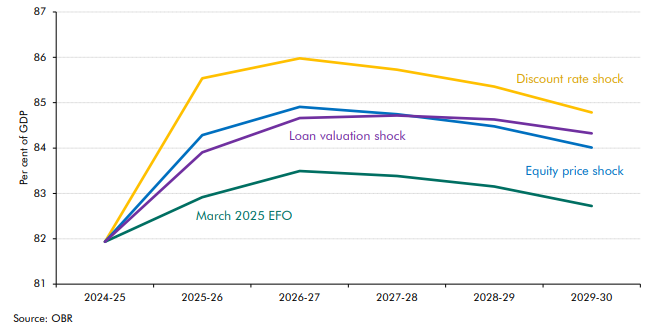 87
86
85
84
83
82
81
Per cent of GDP
Discount rate shock
Loan valuation shock
Equity price shock
March 2025 EFO
2024-25 2025-26 2026-27 2027-28 2028-29 2029-30
Source: OBR